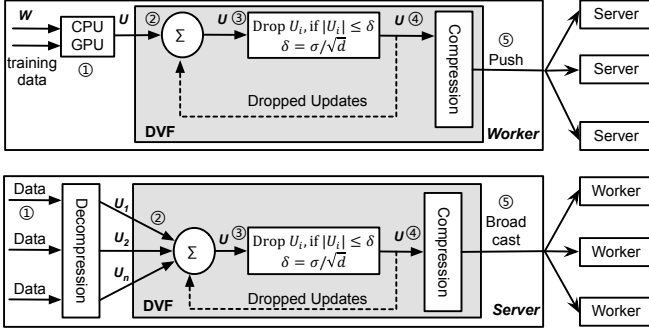 W
CPU
GPU
training
data
①
U
②
Σ
U
③
Drop U_i, if |U_i| ≤ δ
δ = σ/√d
U
④
Compression
Dropped Updates
DVF
Worker
⑤
Push
Server
Server
Server
Data
①
Data
Data
Decompression
U_1
U_2
U_n
②
Σ
U
③
Drop U_i, if |U_i| ≤ δ
δ = σ/√d
U
④
Compression
Dropped Updates
DVF
Server
⑤
Broad
cast
Worker
Worker
Worker